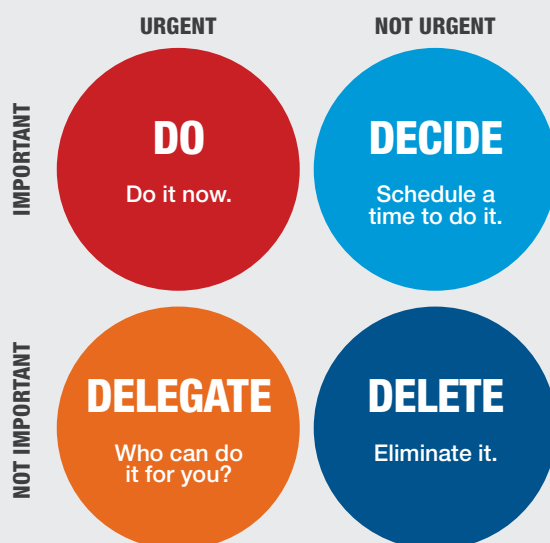 URGENT
NOT URGENT
IMPORTANT
DO
Do it now.
DECIDE
Schedule a
time to do it.
NOT IMPORTANT
DELEGATE
Who can do
it for you?
DELETE
Eliminate it.